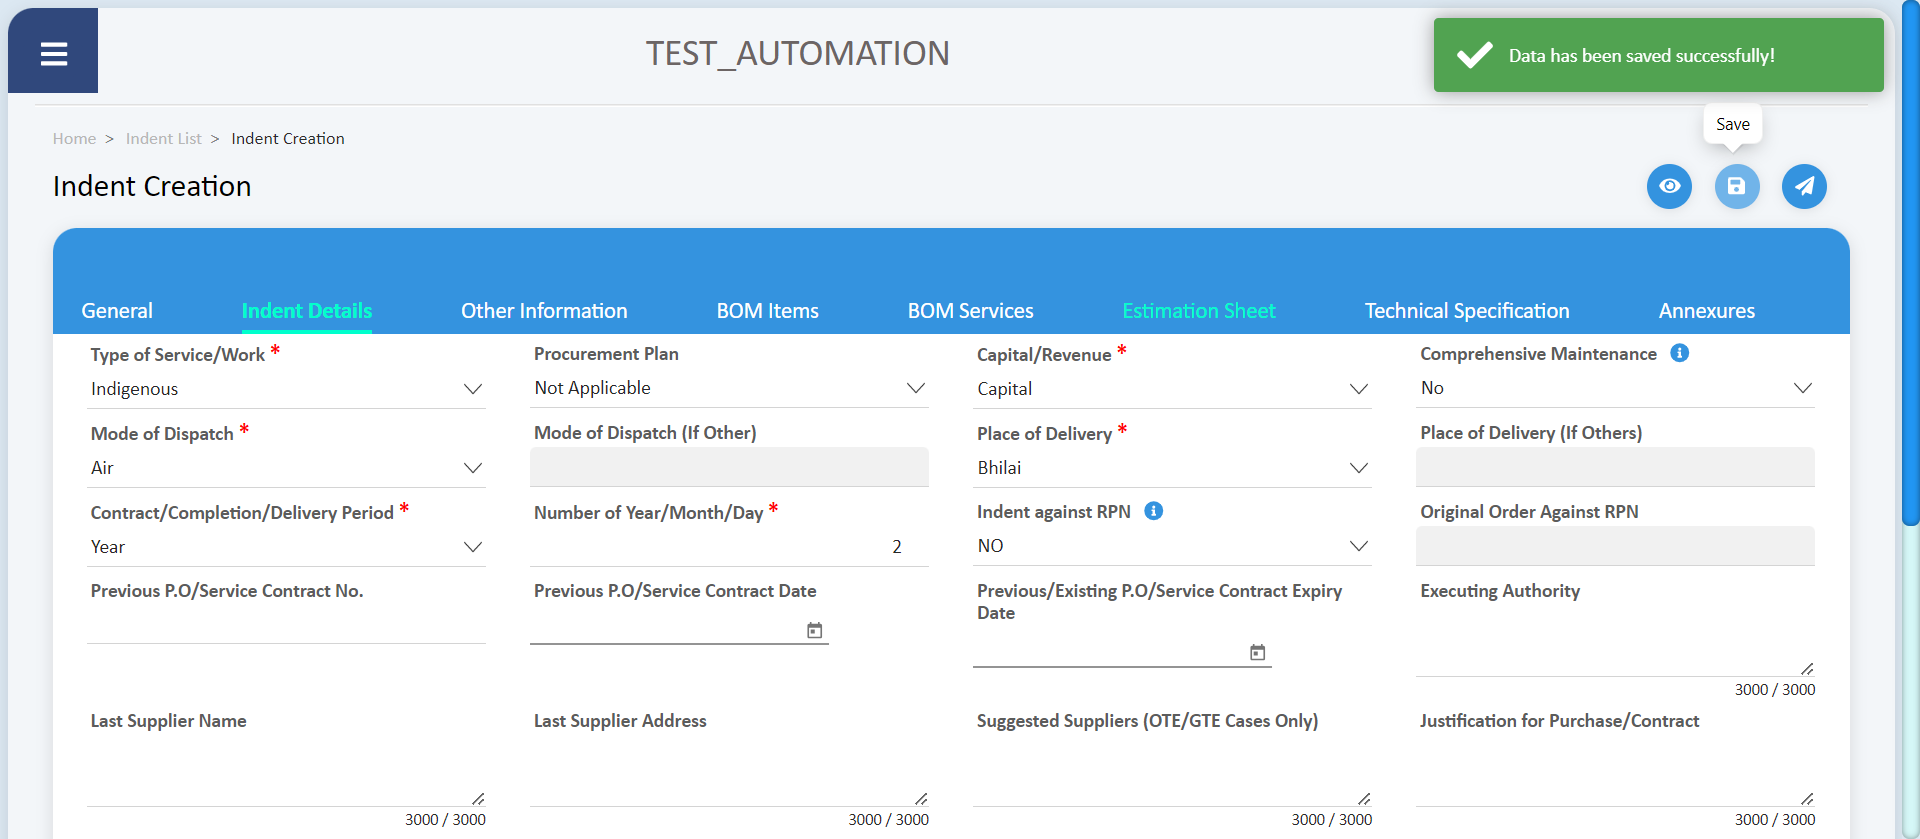 TEST_AUTOMATION
Data has been saved successfully!
Save
Home > Indent List > Indent Creation
Indent Creation
General Indent Details Other Information BOM Items BOM Services Estimation Sheet Technical Specification Annexures
Type of Service/Work * Procurement Plan Capital/Revenue * Comprehensive Maintenance
Indigenous Not Applicable Capital No
Mode of Dispatch * Mode of Dispatch (If Other) Place of Delivery * Place of Delivery (If Others)
Air Bhilai
Contract/Completion/Delivery Period * Number of Year/Month/Day * Indent against RPN Original Order Against RPN
Year 2 NO
Previous P.O/Service Contract No. Previous P.O/Service Contract Date Previous/Existing P.O/Service Contract Expiry Executing Authority
Date
3000 / 3000
Last Supplier Name Last Supplier Address Suggested Suppliers (OTE/GTE Cases Only) Justification for Purchase/Contract
3000 / 3000 3000 / 3000 3000 / 3000 3000 / 3000